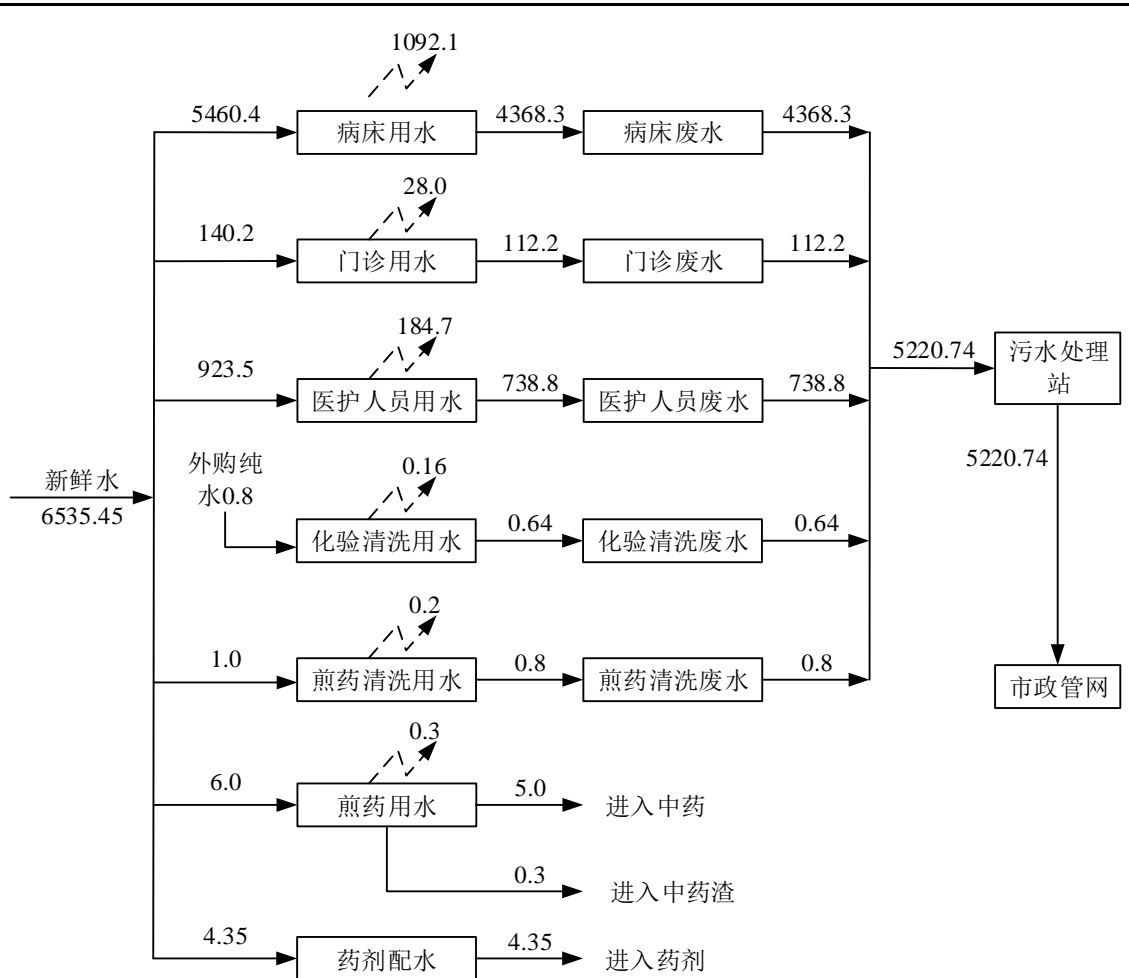 1092.1
5460.4
病床用水
4368.3
病床废水
4368.3
28.0
140.2
门诊用水
112.2
门诊废水
112.2
184.7
923.5
医护人员用水
738.8
医护人员废水
738.8
5220.74
污水处理
站
5220.74
新鲜水
6535.45
外购纯
水0.8
0.16
化验清洗用水
0.64
化验清洗废水
0.64
0.2
1.0
煎药清洗用水
0.8
煎药清洗废水
0.8
市政管网
0.3
6.0
煎药用水
5.0
进入中药
0.3
进入中药渣
4.35
药剂配水
4.35
进入药剂